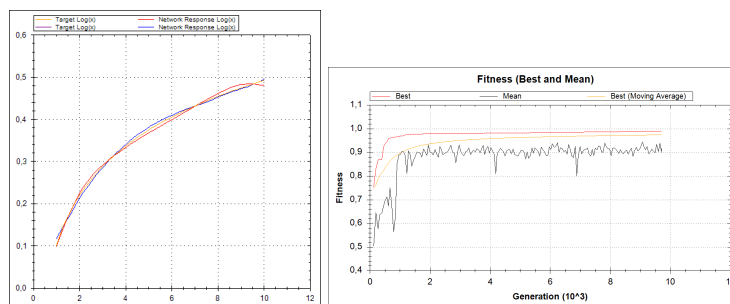 Target Log(x) Network Response Log(x)
Target Log(x) Network Response Log(x)
0,6
0,5
0,4
0,3
0,2
0,1
0,0
0 2 4 6 8 10 12
Fitness (Best and Mean)
Best Mean Best (Moving Average)
1,1
1,0
0,9
0,8
0,7
0,6
0,5
0,4
Fitness
0 2 4 6 8 10 12
Generation (10^3)